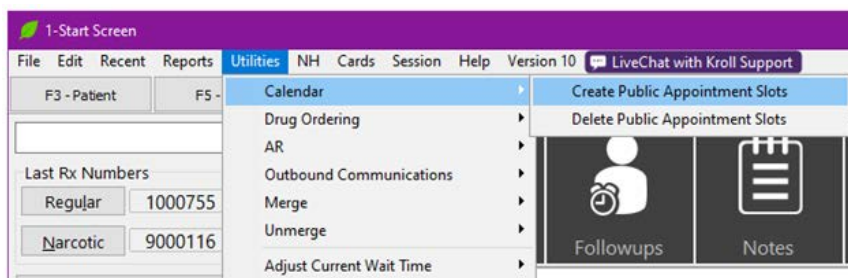 1-Start Screen
File Edit Recent Reports Utilities NH Cards Session Help Version 10 LiveChat with Kroll Support
F3 - Patient F5 - Calendar Create Public Appointment Slots
Drug Ordering Delete Public Appointment Slots
AR
Last Rx Numbers Outbound Communications
Regular 1000755 Merge
Unmerge
Narcotic 9000116 Followups Notes
Adjust Current Wait Time